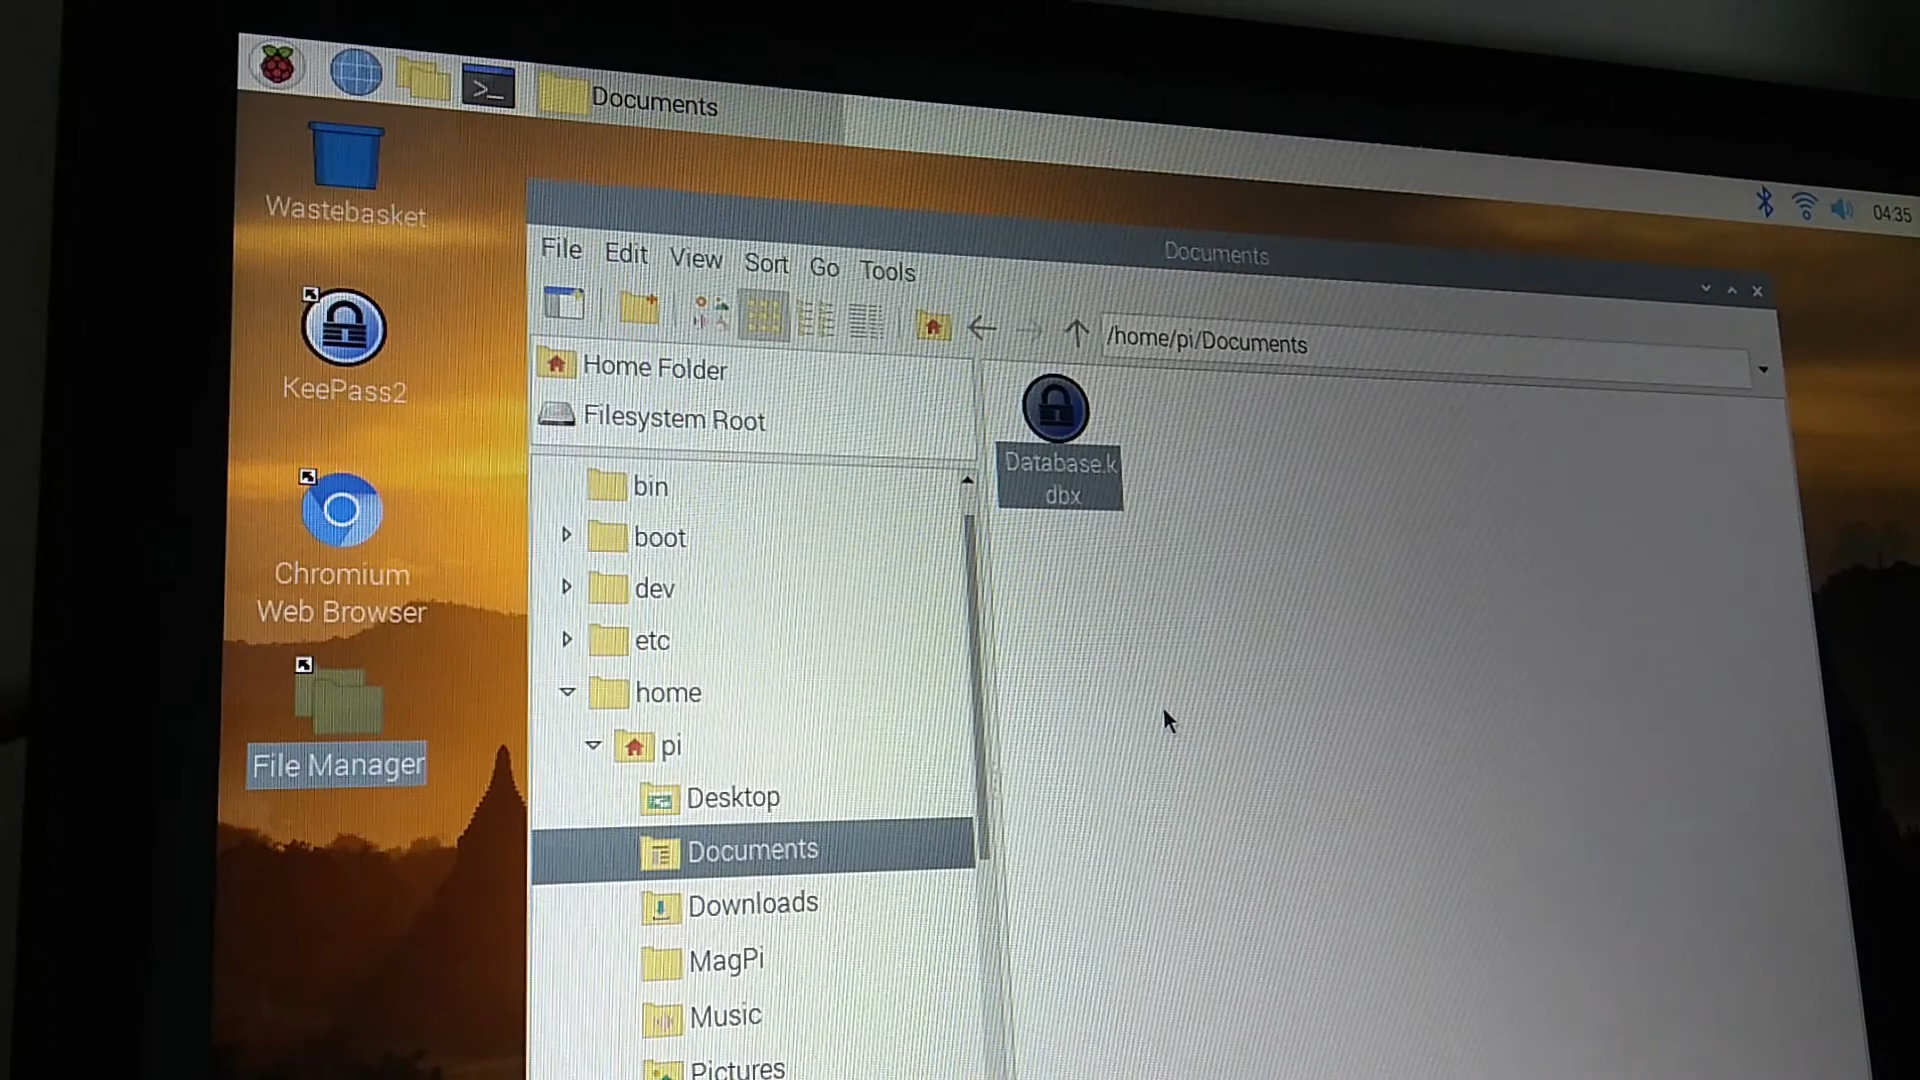 Documents
04:35
Wastebasket
KeePass2
Chromium
Web Browser
File Manager
Documents
File Edit View Sort Go Tools
/home/pi/Documents
Home Folder
Filesystem Root
bin
boot
dev
etc
home
pi
Desktop
Documents
Downloads
MagPi
Music
Pictures
Database.k
dbx